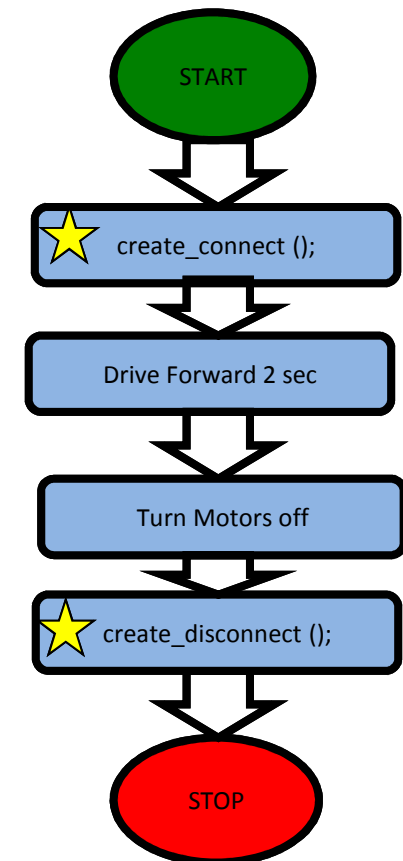 START
create_connect ();
Drive Forward 2 sec
Turn Motors off
create_disconnect ();
STOP